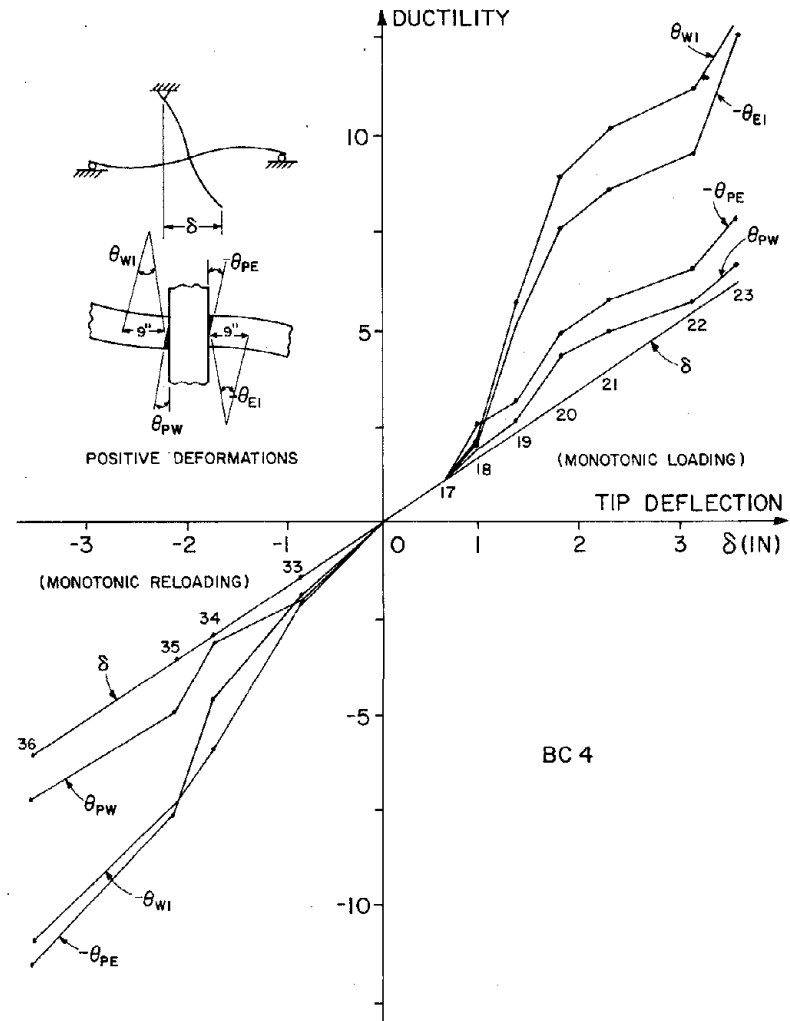 DUCTILITY
θWI
-θEI
-θPE
θPW
δ
10
5
-5
-10
17
18
19
20
21
22
23
(MONOTONIC LOADING)
TIP DEFLECTION
δ(IN)
-3
-2
-1
0
1
2
3
δ
θWI
-θPE
9"
9"
-θEI
θPW
POSITIVE DEFORMATIONS
(MONOTONIC RELOADING)
33
34
35
36
δ
θPW
-θWI
-θPE
BC 4